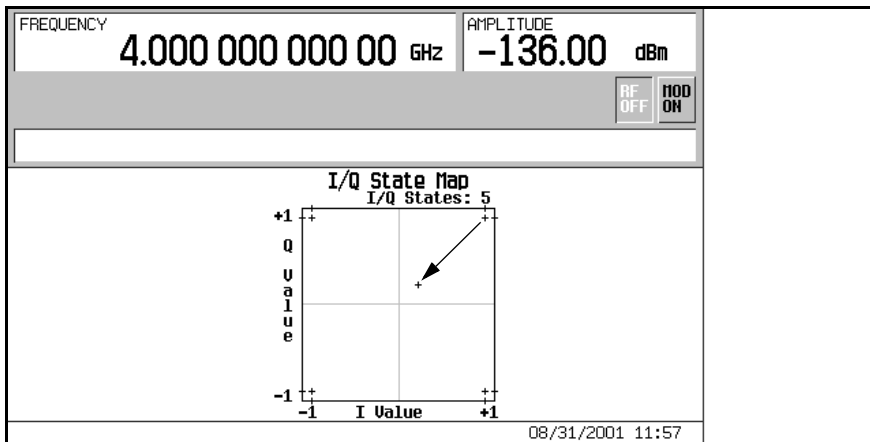 FREQUENCY
4.000 000 000 00 GHz
AMPLITUDE
-136.00 dBm
RF OFF
MOD ON
I/Q State Map
I/Q States: 5
+1
Q Value
-1
-1 I Value +1
08/31/2001 11:57